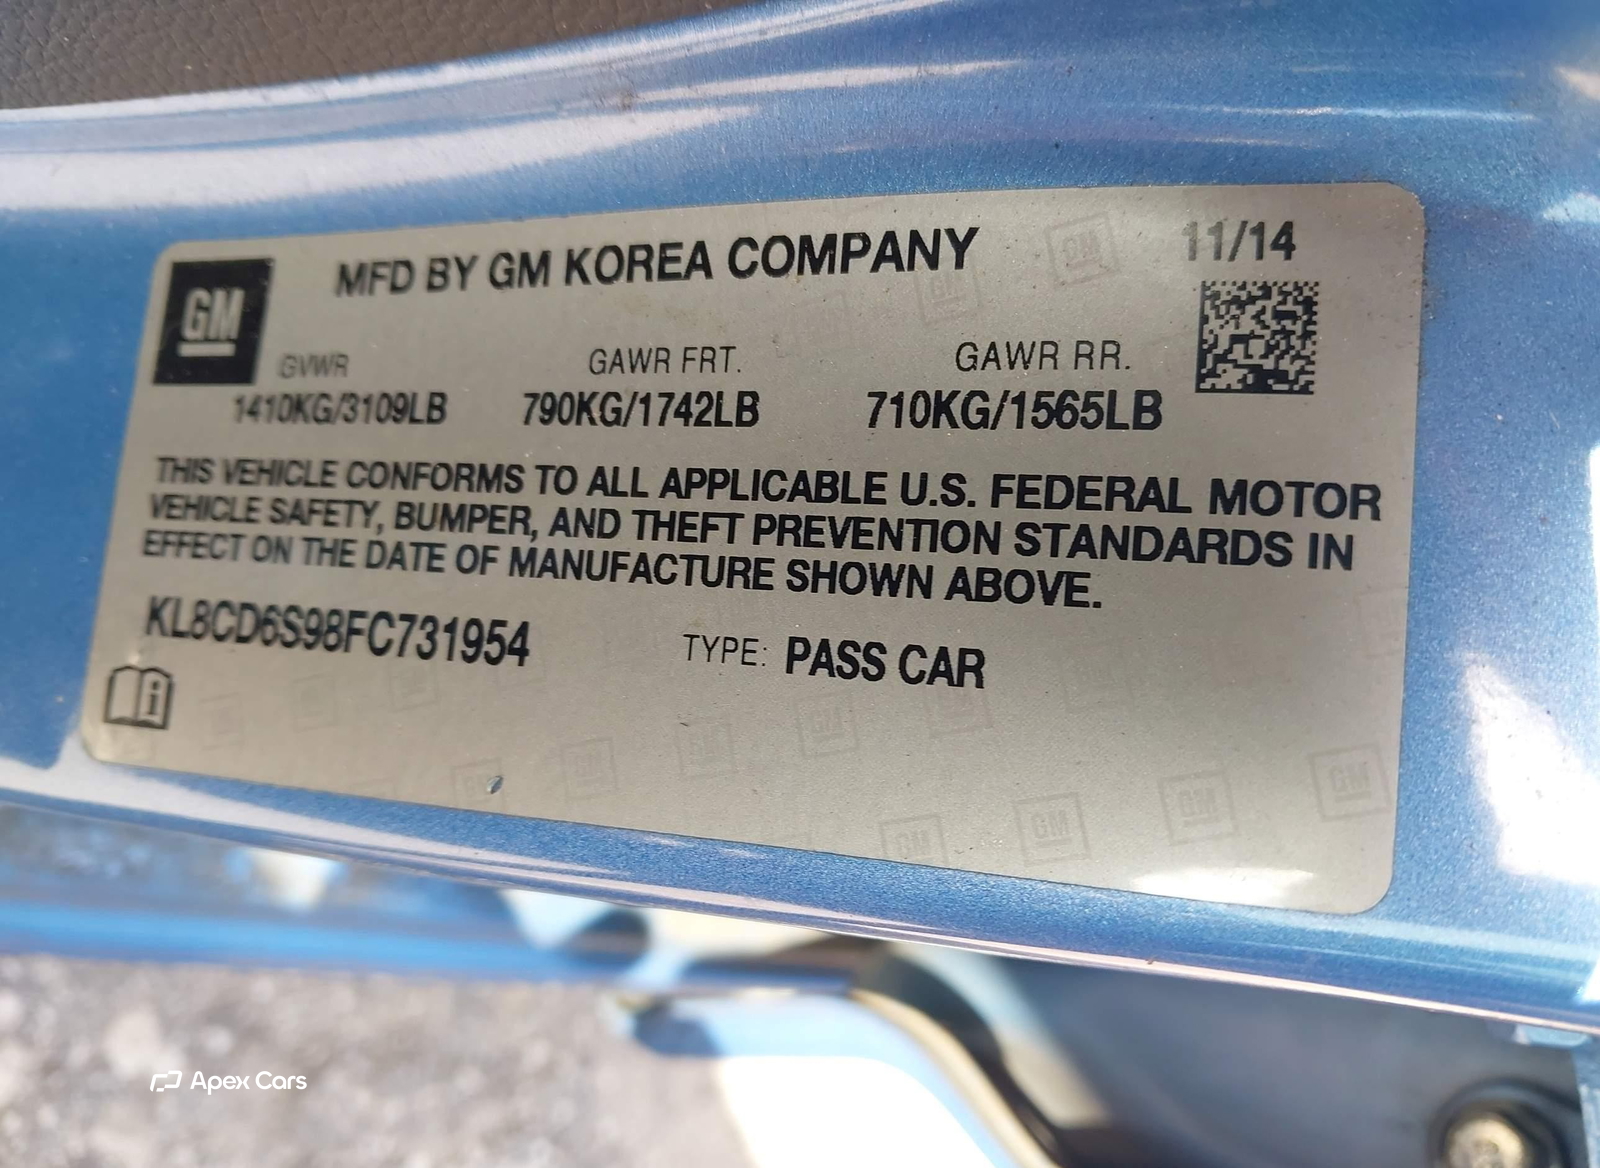 GM
MFD BY GM KOREA COMPANY
11/14
GVWR GAWR FRT. GAWR RR.
1410KG/3109LB 790KG/1742LB 710KG/1565LB
THIS VEHICLE CONFORMS TO ALL APPLICABLE U.S. FEDERAL MOTOR
VEHICLE SAFETY, BUMPER, AND THEFT PREVENTION STANDARDS IN
EFFECT ON THE DATE OF MANUFACTURE SHOWN ABOVE.
KL8CD6S98FC731954 TYPE: PASS CAR
Apex Cars